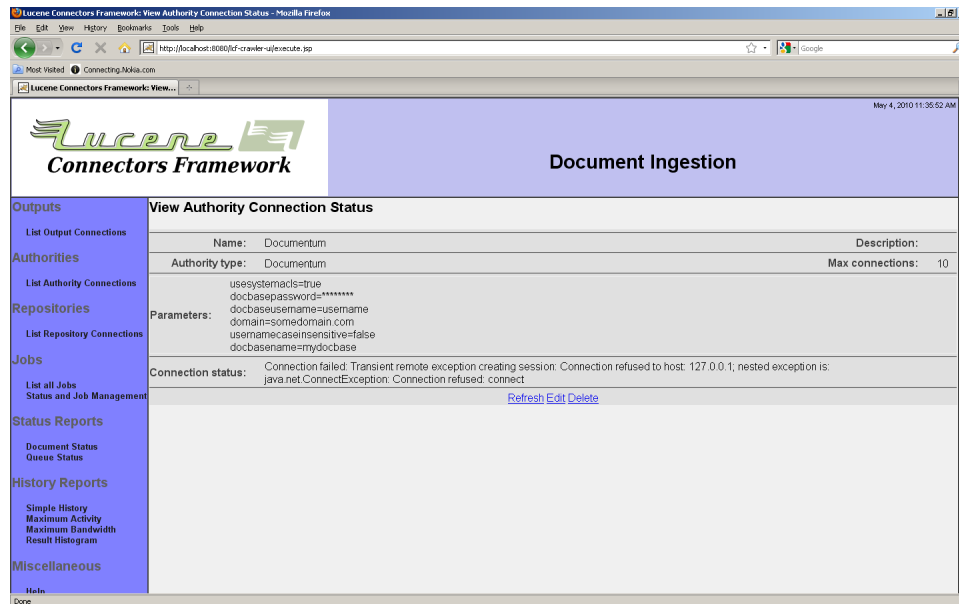 Lucene Connectors Framework: View Authority Connection Status - Mozilla Firefox
File Edit View History Bookmarks Tools Help
http://localhost:8080/lcf-crawler-ui/execute.jsp
Google
Most Visited Connecting.Nokia.com
Lucene Connectors Framework: View...
May 4, 2010 11:35:52 AM
Lucene
Connectors Framework
Document Ingestion
Outputs
List Output Connections
Authorities
List Authority Connections
Repositories
List Repository Connections
Jobs
List all Jobs
Status and Job Management
Status Reports
Document Status
Queue Status
History Reports
Simple History
Maximum Activity
Maximum Bandwidth
Result Histogram
Miscellaneous
Help
View Authority Connection Status
Name: Documentum Description:
Authority type: Documentum Max connections: 10
Parameters:
usesystemacls=true
docbasepassword=********
docbaseusername=username
domain=somedomain.com
usernamecaseinsensitive=false
docbasename=mydocbase
Connection status: Connection failed: Transient remote exception creating session: Connection refused to host: 127.0.0.1; nested exception is:
java.net.ConnectException: Connection refused: connect
Refresh Edit Delete
Done